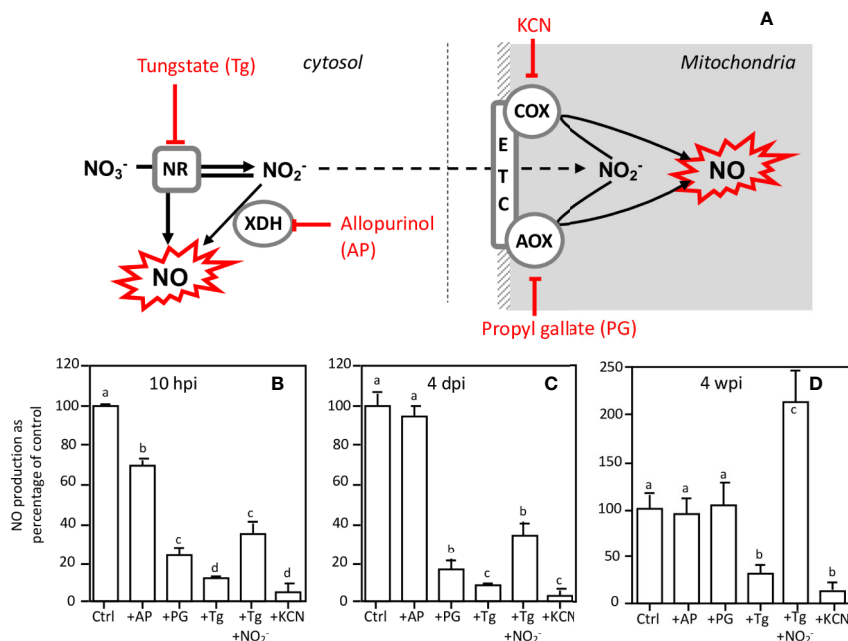 A
KCN
Tungstate (Tg)
cytosol
Mitochondria
COX
NO₃⁻
NR
NO₂⁻
E
T
C
NO₂⁻
NO
XDH
Allopurinol
(AP)
AOX
NO
Propyl gallate (PG)
NO production as
percentage of control
120
100
80
60
40
20
0
10 hpi
B
a
b
c
d
c
d
Ctrl
+AP
+PG
+Tg
+Tg
+NO₂⁻
+KCN
120
100
80
60
40
20
0
4 dpi
C
a
a
b
c
b
c
Ctrl
+AP
+PG
+Tg
+Tg
+NO₂⁻
+KCN
250
200
150
100
50
0
4 wpi
D
a
a
a
b
c
b
Ctrl
+AP
+PG
+Tg
+Tg
+NO₂⁻
+KCN